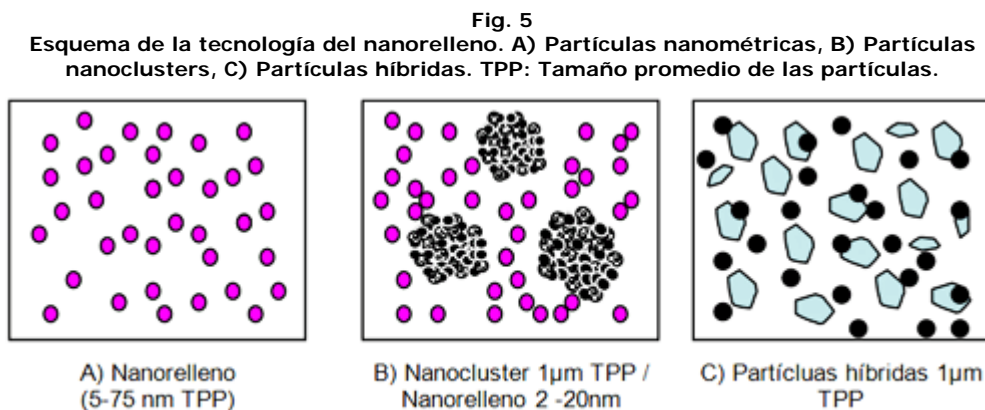 Fig. 5
Esquema de la tecnología del nanorelleno. A) Partículas nanométricas, B) Partículas
nanoclusters, C) Partículas híbridas. TPP: Tamaño promedio de las partículas.
A) Nanorelleno
(5-75 nm TPP)
B) Nanocluster 1µm TPP /
Nanorelleno 2 -20nm
C) Partícluas híbridas 1µm
TPP